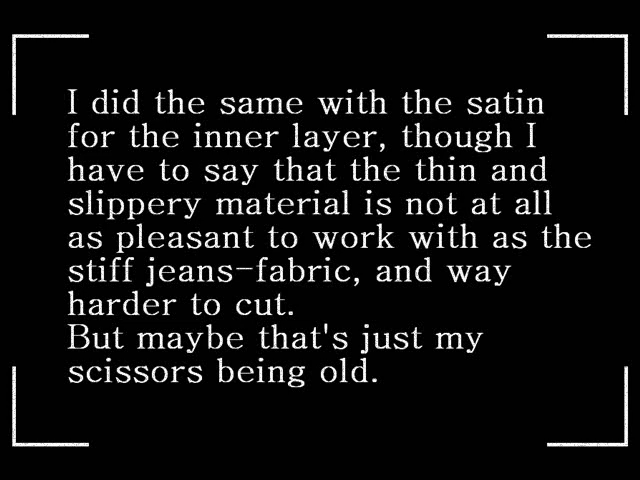 I did the same with the satin
for the inner layer, though I
have to say that the thin and
slippery material is not at all
as pleasant to work with as the
stiff jeans-fabric, and way
harder to cut.
But maybe that's just my
scissors being old.